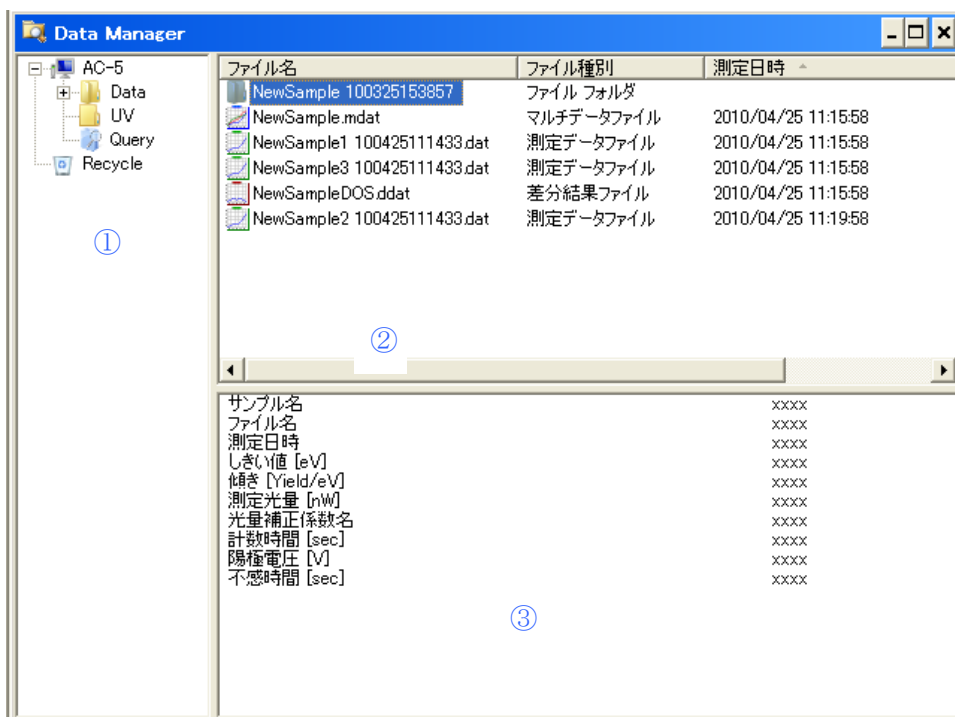 Data Manager
AC-5
Data
UV
Query
Recycle
①
ファイル名 ファイル種別 測定日時
NewSample 100325153857 ファイル フォルダ
NewSample.mdat マルチデータファイル 2010/04/25 11:15:58
NewSample1 100425111433.dat 測定データファイル 2010/04/25 11:15:58
NewSample3 100425111433.dat 測定データファイル 2010/04/25 11:15:58
NewSampleDOS.ddat 差分結果ファイル 2010/04/25 11:15:58
NewSample2 100425111433.dat 測定データファイル 2010/04/25 11:19:58
②
サンプル名 xxxx
ファイル名 xxxx
測定日時 xxxx
しきい値 [eV] xxxx
傾き [Yield/eV] xxxx
測定光量 [nW] xxxx
光量補正係数名 xxxx
計数時間 [sec] xxxx
陽極電圧 [V] xxxx
不感時間 [sec] xxxx
③